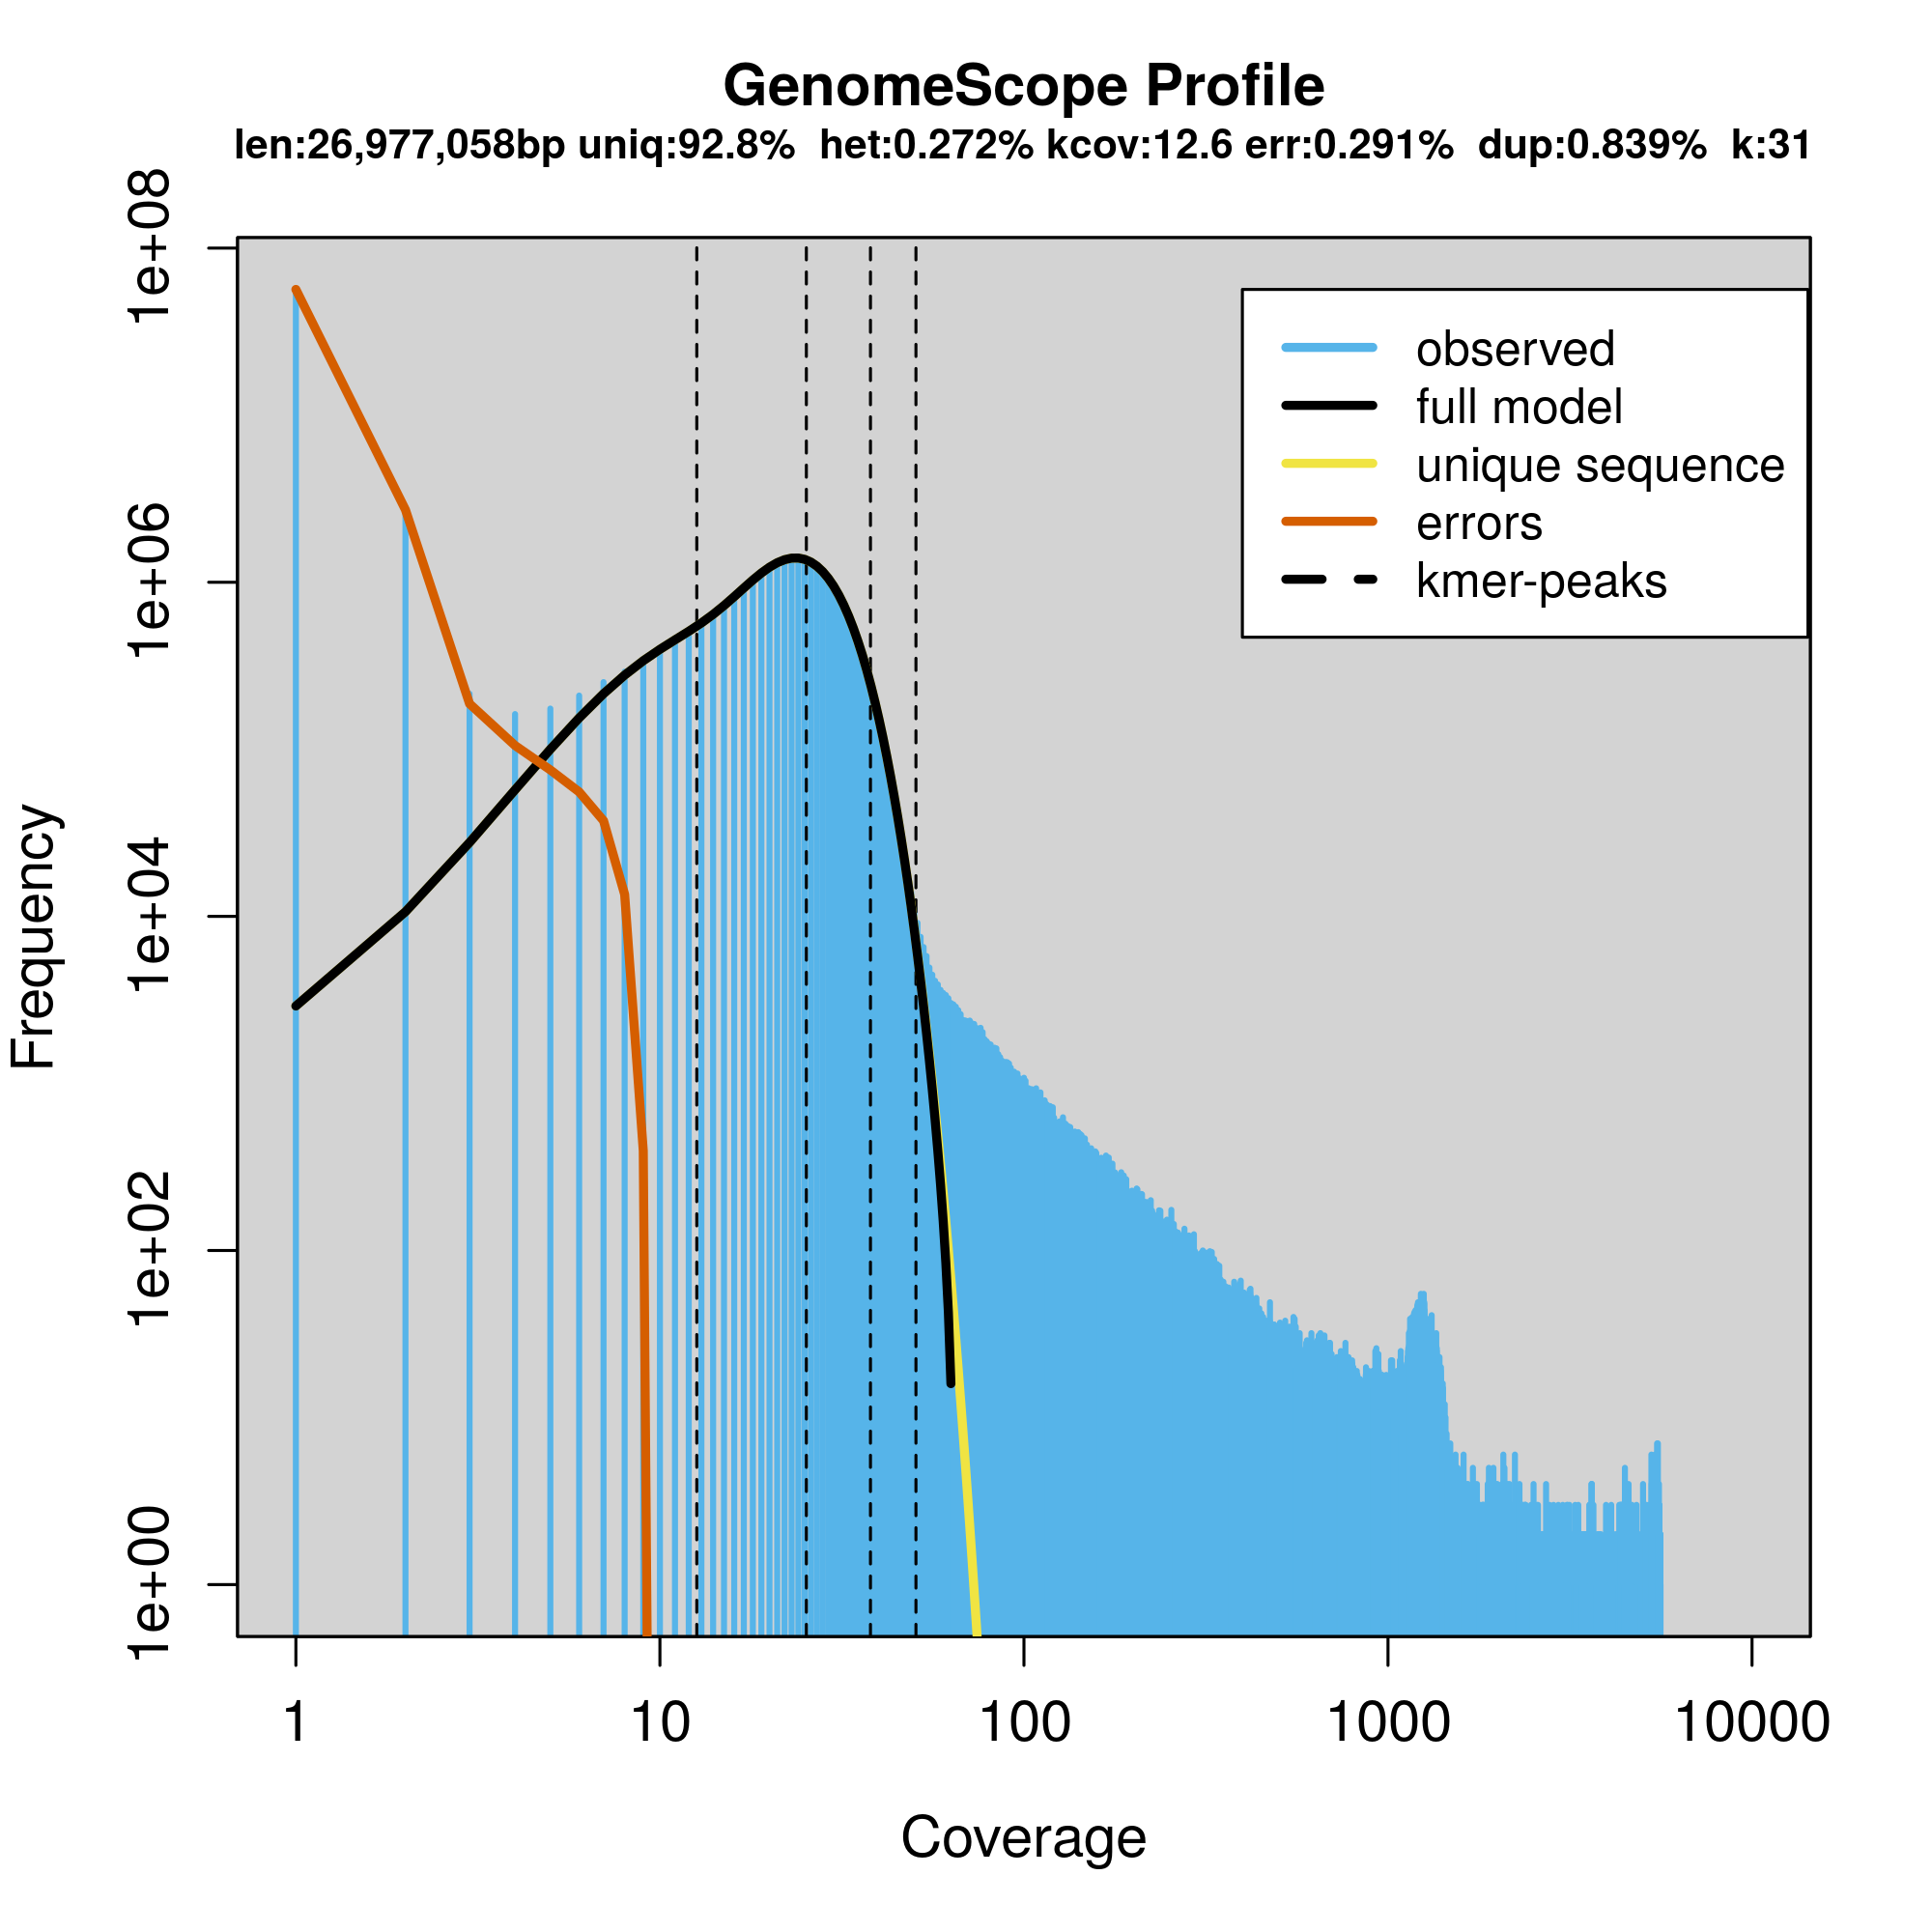 GenomeScope Profile
len:26,977,058bp uniq:92.8% het:0.272% kcov:12.6 err:0.291% dup:0.839% k:31
1e+08
1e+06
1e+04
1e+02
1e+00
Frequency
observed
full model
unique sequence
errors
kmer-peaks
1 10 100 1000 10000
Coverage